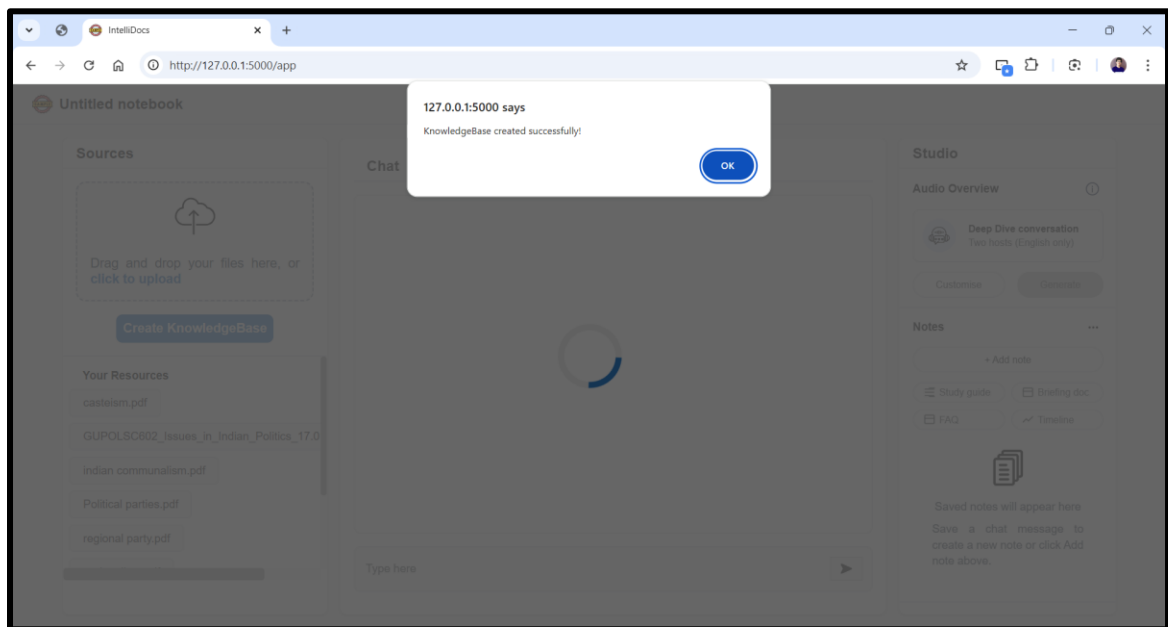 IntelliDocs
http://127.0.0.1:5000/app
127.0.0.1:5000 says
KnowledgeBase created successfully!
OK
Untitled notebook
Sources
Drag and drop your files here, or
click to upload
Create KnowledgeBase
Your Resources
casteism.pdf
GUPOLSC602_Issues_in_Indian_Politics_17.0
indian communalism.pdf
Political parties.pdf
regional party.pdf
Chat
Type here
Studio
Audio Overview
Deep Dive conversation
Two hosts (English only)
Customise
Generate
Notes
+ Add note
Study guide
Briefing doc
FAQ
Timeline
Saved notes will appear here
Save a chat message to
create a new note or click Add
note above.